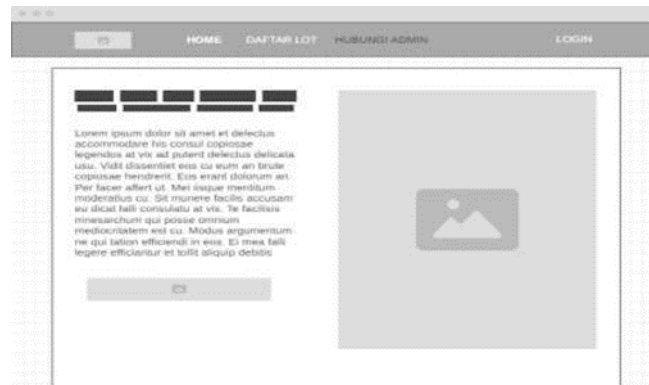 HOME DAFTAR LOT HUBUNGI ADMIN LOGIN
Lorem ipsum dolor sit amet et delectus
accommodare his consul copiosae
legendos at vix ad putent delectus delicata
usu. Vidit dissentiet eos cu eum an brute
copiosae hendrerit. Eos erant dolorum an.
Per facer affert ut. Mei iisque mentitum
moderatius cu. Sit munere facilis accusam
eu dicat falli consulatu at vis. Te facilisis
mnesarchum qui posse omnium
mediocritatem est cu. Modus argumentum
ne qui tation efficiendi in eos. Ei mea falli
legere efficiantur et tollit aliquip debitis